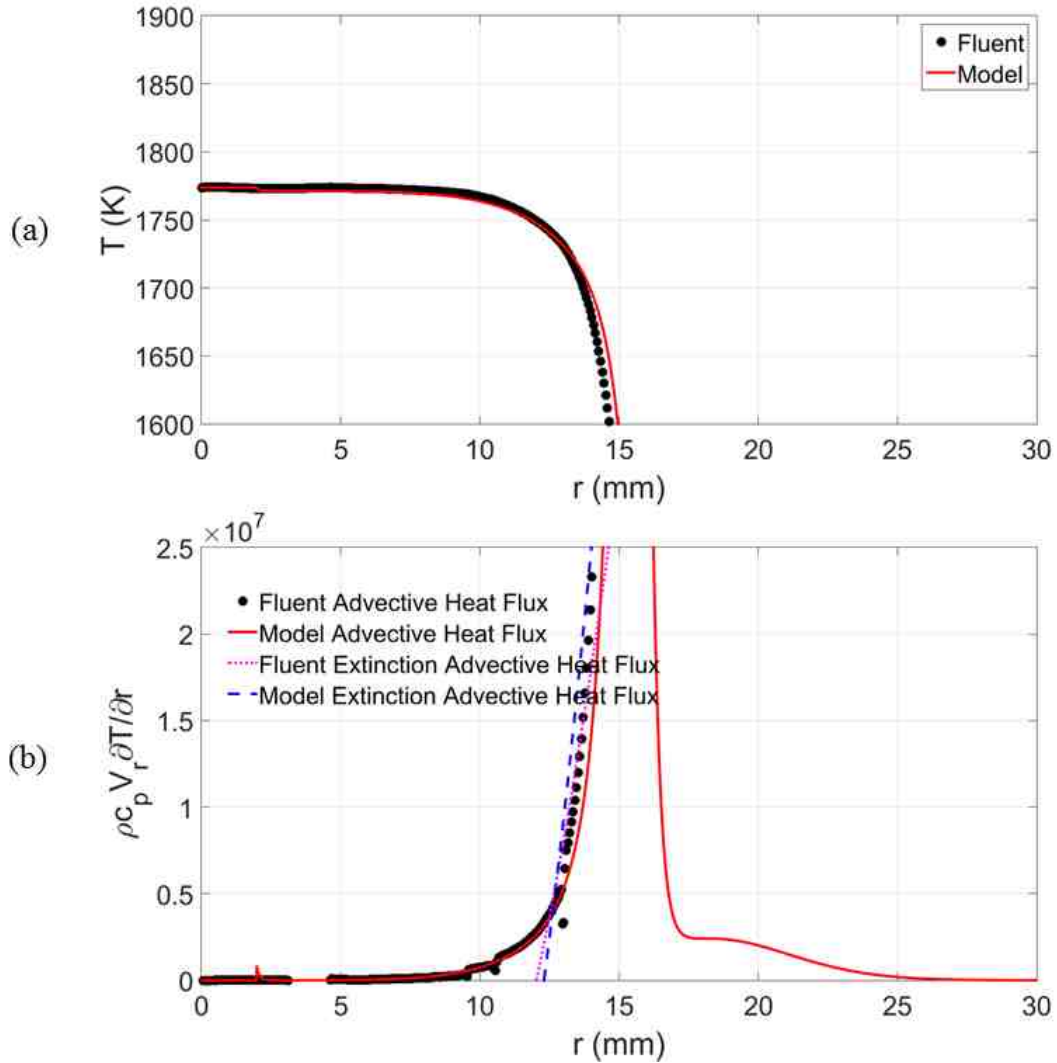 1900
1850
1800
1750
1700
1650
1600
T (K)
(a)
Fluent
Model
0 5 10 15 20 25 30
r (mm)
×10⁷
2.5
2
1.5
1
0.5
0
ρc_p V_r ∂T/∂r
(b)
Fluent Advective Heat Flux
Model Advective Heat Flux
Fluent Extinction Advective Heat Flux
Model Extinction Advective Heat Flux
0 5 10 15 20 25 30
r (mm)